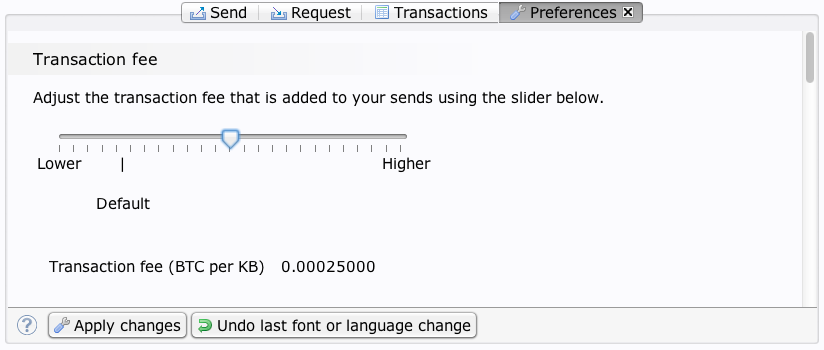 Send Request Transactions Preferences
Transaction fee
Adjust the transaction fee that is added to your sends using the slider below.
Lower | Higher
Default
Transaction fee (BTC per KB) 0.00025000
? Apply changes Undo last font or language change